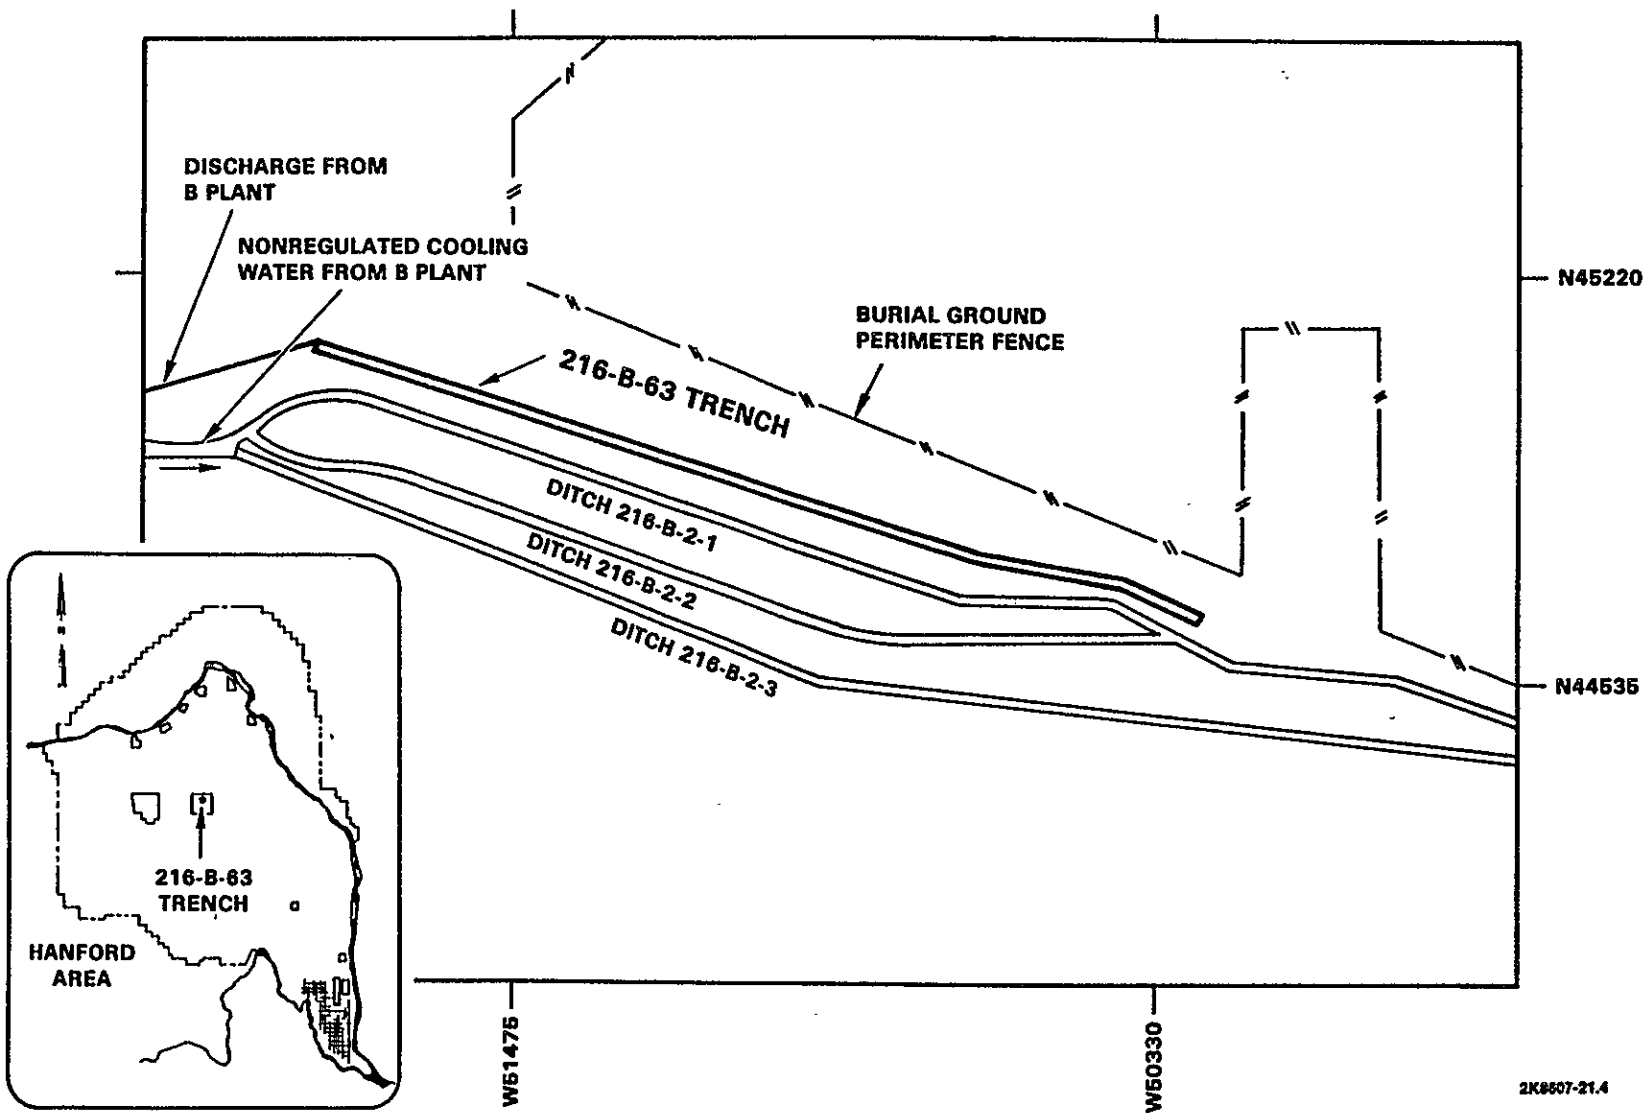 DISCHARGE FROM
B PLANT
NONREGULATED COOLING
WATER FROM B PLANT
N45220
BURIAL GROUND
PERIMETER FENCE
216-B-63 TRENCH
DITCH 216-B-2-1
DITCH 216-B-2-2
DITCH 216-B-2-3
N44535
216-B-63
TRENCH
HANFORD
AREA
W51475
W50330
2K8607-21.4